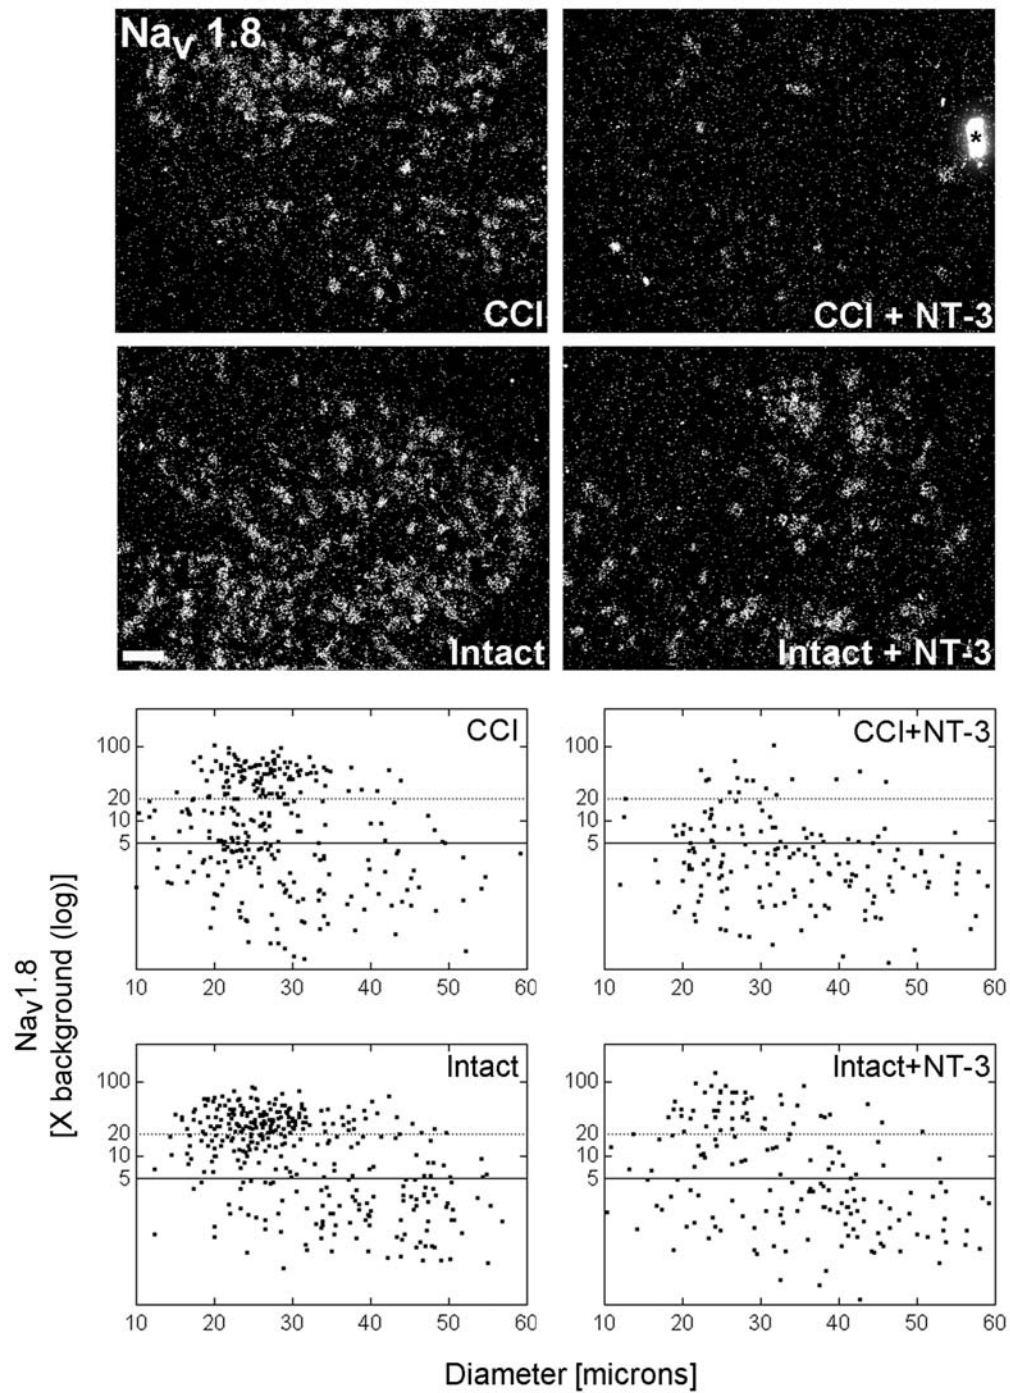 Nav 1.8
*
CCI
CCI + NT-3
Intact
Intact + NT-3
CCI
100
20
10
5
10 20 30 40 50 60
CCI+NT-3
100
20
10
5
10 20 30 40 50 60
Intact
100
20
10
5
10 20 30 40 50 60
Intact+NT-3
100
20
10
5
10 20 30 40 50 60
Nav1.8
[X background (log)]
Diameter [microns]